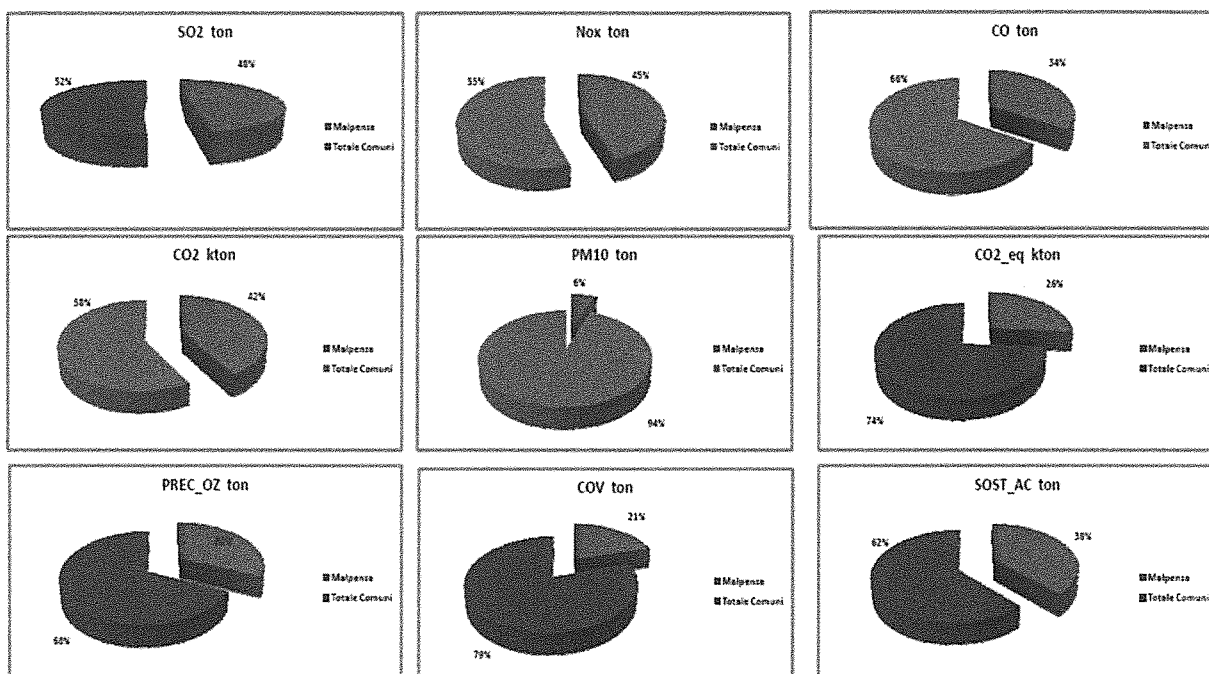 SO2 ton
52%
48%
Malpensa
Totale Comuni
Nox ton
55%
45%
Malpensa
Totale Comuni
CO ton
66%
34%
Malpensa
Totale Comuni
CO2 kton
58%
42%
Malpensa
Totale Comuni
PM10 ton
6%
94%
Malpensa
Totale Comuni
CO2_eq kton
26%
74%
Malpensa
Totale Comuni
PREC_OZ ton
68%
Malpensa
Totale Comuni
COV ton
21%
79%
Malpensa
Totale Comuni
SOST_AC ton
62%
38%
Malpensa
Totale Comuni